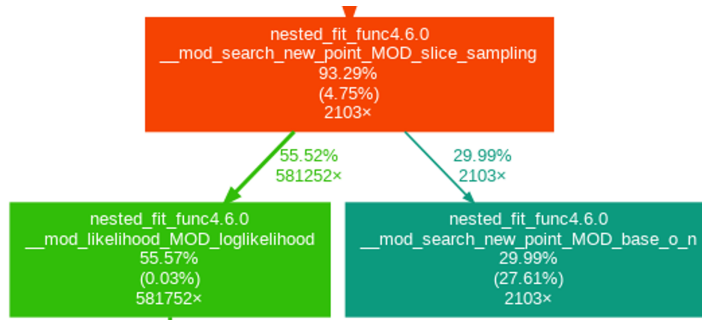 nested_fit_func4.6.0
__mod_search_new_point_MOD_slice_sampling
93.29%
(4.75%)
2103×
55.52%
581252×
29.99%
2103×
nested_fit_func4.6.0
__mod_likelihood_MOD_loglikelihood
55.57%
(0.03%)
581752×
nested_fit_func4.6.0
__mod_search_new_point_MOD_base_o_n
29.99%
(27.61%)
2103×